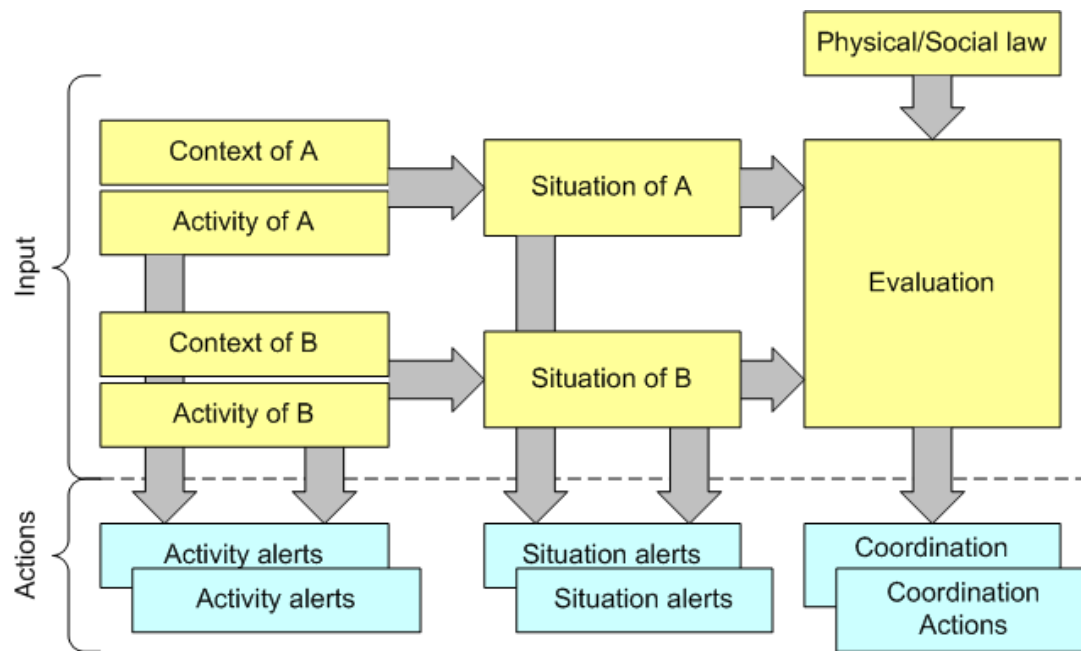 Physical/Social law
Context of A
Activity of A
Situation of A
Input
Evaluation
Context of B
Activity of B
Situation of B
Actions
Activity alerts
Activity alerts
Situation alerts
Situation alerts
Coordination
Coordination
Actions